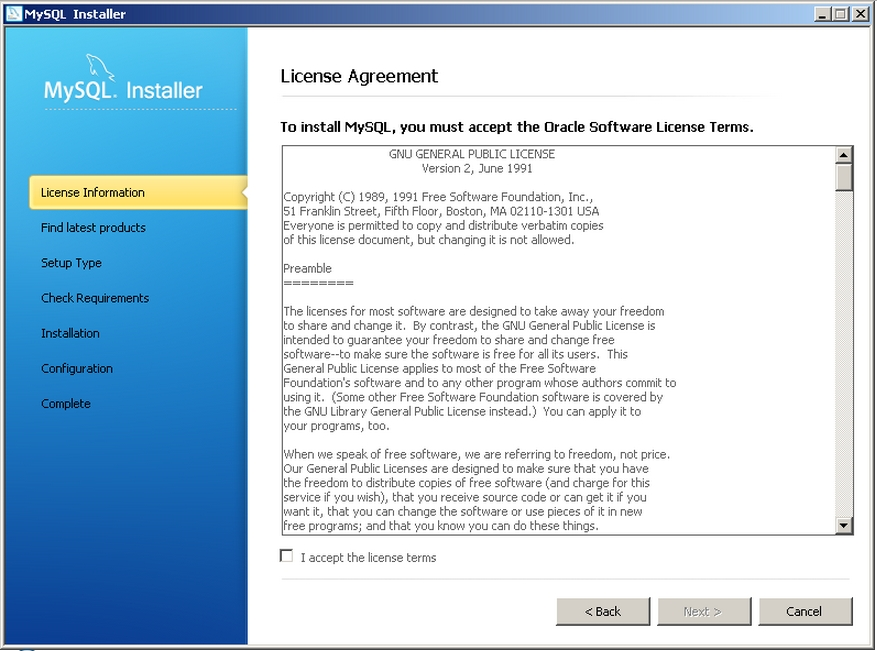 MySQL Installer
MySQL. Installer
License Information
Find latest products
Setup Type
Check Requirements
Installation
Configuration
Complete
License Agreement
To install MySQL, you must accept the Oracle Software License Terms.
GNU GENERAL PUBLIC LICENSE
Version 2, June 1991
Copyright (C) 1989, 1991 Free Software Foundation, Inc.,
51 Franklin Street, Fifth Floor, Boston, MA 02110-1301 USA
Everyone is permitted to copy and distribute verbatim copies
of this license document, but changing it is not allowed.
Preamble
========
The licenses for most software are designed to take away your freedom
to share and change it.  By contrast, the GNU General Public License is
intended to guarantee your freedom to share and change free
software--to make sure the software is free for all its users.  This
General Public License applies to most of the Free Software
Foundation's software and to any other program whose authors commit to
using it.  (Some other Free Software Foundation software is covered by
the GNU Library General Public License instead.)  You can apply it to
your programs, too.
When we speak of free software, we are referring to freedom, not price.
Our General Public Licenses are designed to make sure that you have
the freedom to distribute copies of free software (and charge for this
service if you wish), that you receive source code or can get it if you
want it, that you can change the software or use pieces of it in new
free programs; and that you know you can do these things.
I accept the license terms
< Back
Next >
Cancel